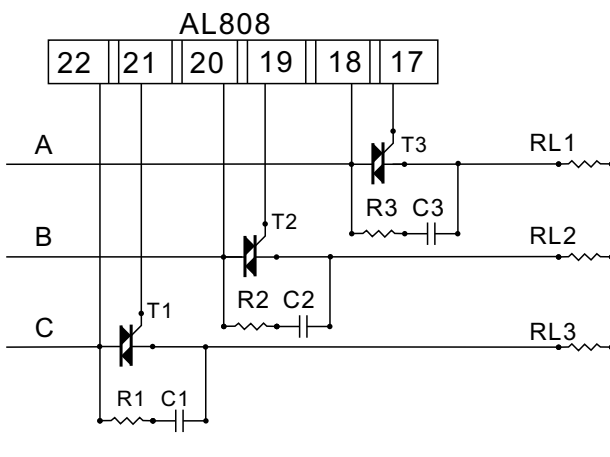 AL808
22 21 20 19 18 17
A T3 RL1
R3 C3
B T2 RL2
R2 C2
C T1 RL3
R1 C1